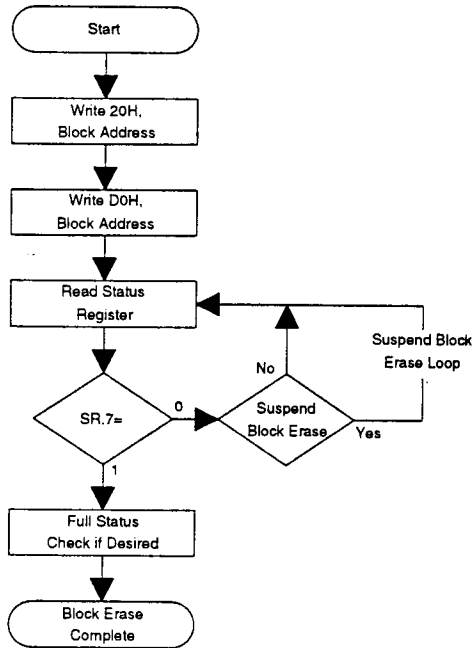 Start
Write 20H,
Block Address
Write D0H,
Block Address
Read Status
Register
Suspend Block
Erase Loop
No
SR.7=
0
Suspend
Block Erase
Yes
1
Full Status
Check if Desired
Block Erase
Complete